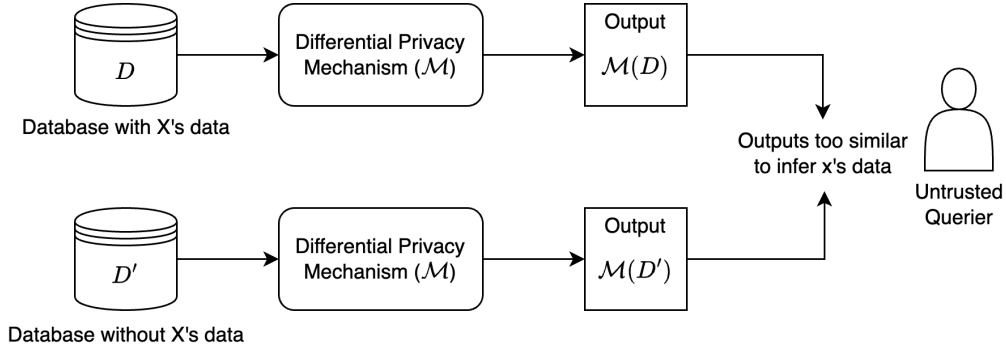 D
Database with X's data
Differential Privacy
Mechanism (ℳ)
Output
ℳ(D)
Outputs too similar
to infer x's data
Untrusted
Querier
D′
Database without X's data
Differential Privacy
Mechanism (ℳ)
Output
ℳ(D′)